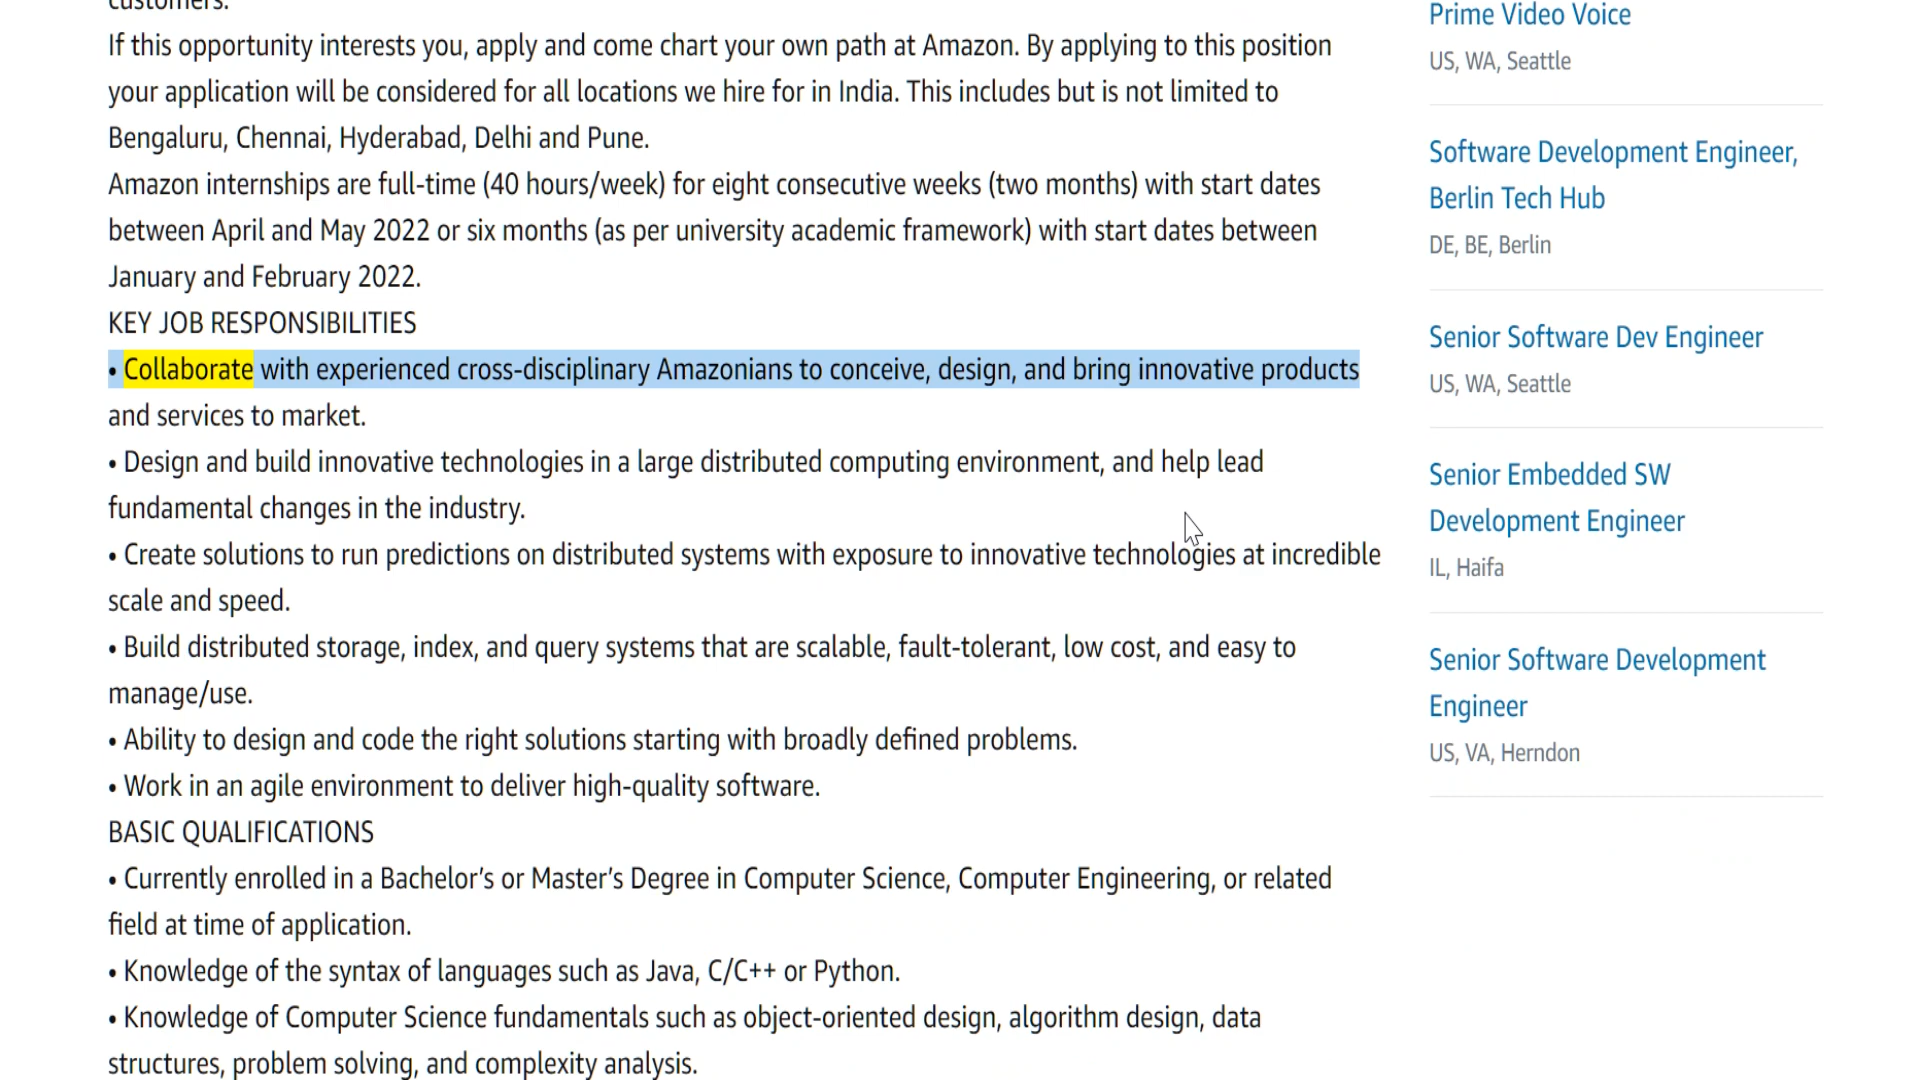 customers.
If this opportunity interests you, apply and come chart your own path at Amazon. By applying to this position
your application will be considered for all locations we hire for in India. This includes but is not limited to
Bengaluru, Chennai, Hyderabad, Delhi and Pune.
Amazon internships are full-time (40 hours/week) for eight consecutive weeks (two months) with start dates
between April and May 2022 or six months (as per university academic framework) with start dates between
January and February 2022.
KEY JOB RESPONSIBILITIES
• Collaborate with experienced cross-disciplinary Amazonians to conceive, design, and bring innovative products
and services to market.
• Design and build innovative technologies in a large distributed computing environment, and help lead
fundamental changes in the industry.
• Create solutions to run predictions on distributed systems with exposure to innovative technologies at incredible
scale and speed.
• Build distributed storage, index, and query systems that are scalable, fault-tolerant, low cost, and easy to
manage/use.
• Ability to design and code the right solutions starting with broadly defined problems.
• Work in an agile environment to deliver high-quality software.
BASIC QUALIFICATIONS
• Currently enrolled in a Bachelor’s or Master’s Degree in Computer Science, Computer Engineering, or related
field at time of application.
• Knowledge of the syntax of languages such as Java, C/C++ or Python.
• Knowledge of Computer Science fundamentals such as object-oriented design, algorithm design, data
structures, problem solving, and complexity analysis.
Prime Video Voice
US, WA, Seattle
Software Development Engineer,
Berlin Tech Hub
DE, BE, Berlin
Senior Software Dev Engineer
US, WA, Seattle
Senior Embedded SW
Development Engineer
IL, Haifa
Senior Software Development
Engineer
US, VA, Herndon